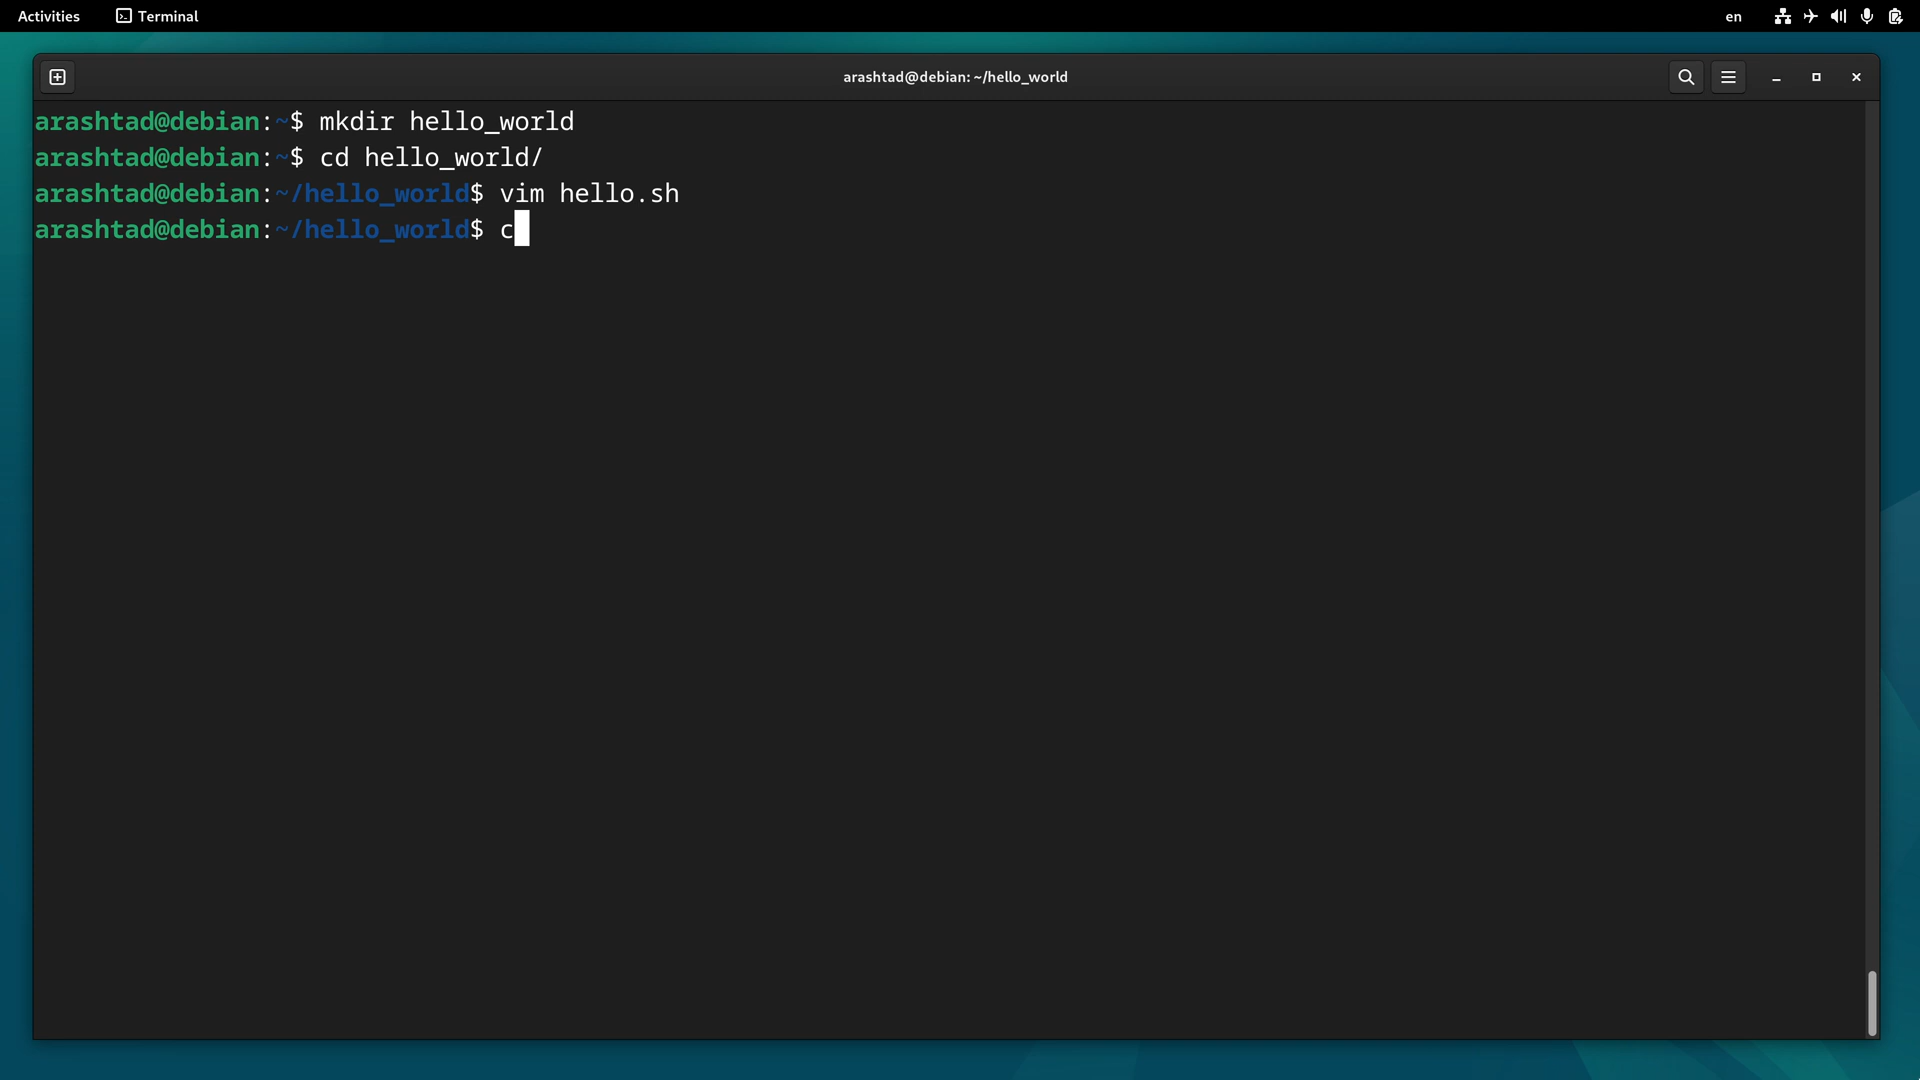 Activities Terminal en
arashtad@debian: ~/hello_world
arashtad@debian:~$ mkdir hello_world
arashtad@debian:~$ cd hello_world/
arashtad@debian:~/hello_world$ vim hello.sh
arashtad@debian:~/hello_world$ c